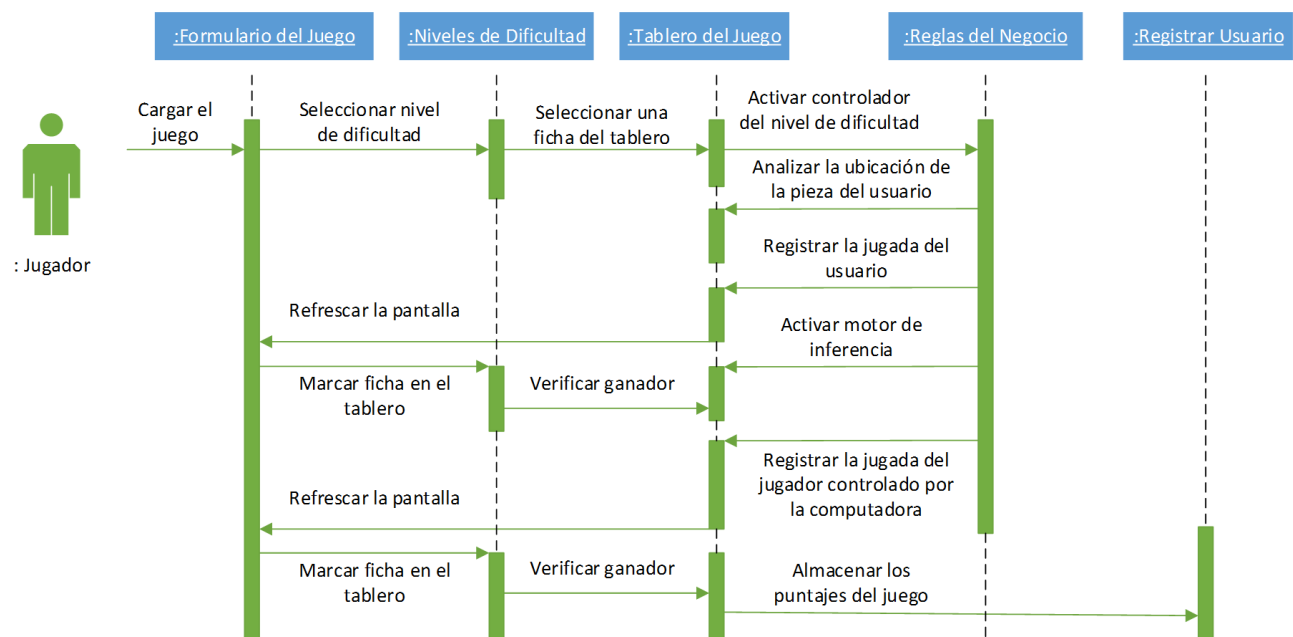 :Formulario del Juego
:Niveles de Dificultad
:Tablero del Juego
:Reglas del Negocio
:Registrar Usuario
Cargar el
juego
Seleccionar nivel
de dificultad
Seleccionar una
ficha del tablero
Activar controlador
del nivel de dificultad
Analizar la ubicación de
la pieza del usuario
: Jugador
Registrar la jugada del
usuario
Refrescar la pantalla
Activar motor de
inferencia
Marcar ficha en el
tablero
Verificar ganador
Registrar la jugada del
jugador controlado por
la computadora
Refrescar la pantalla
Marcar ficha en el
tablero
Verificar ganador
Almacenar los
puntajes del juego